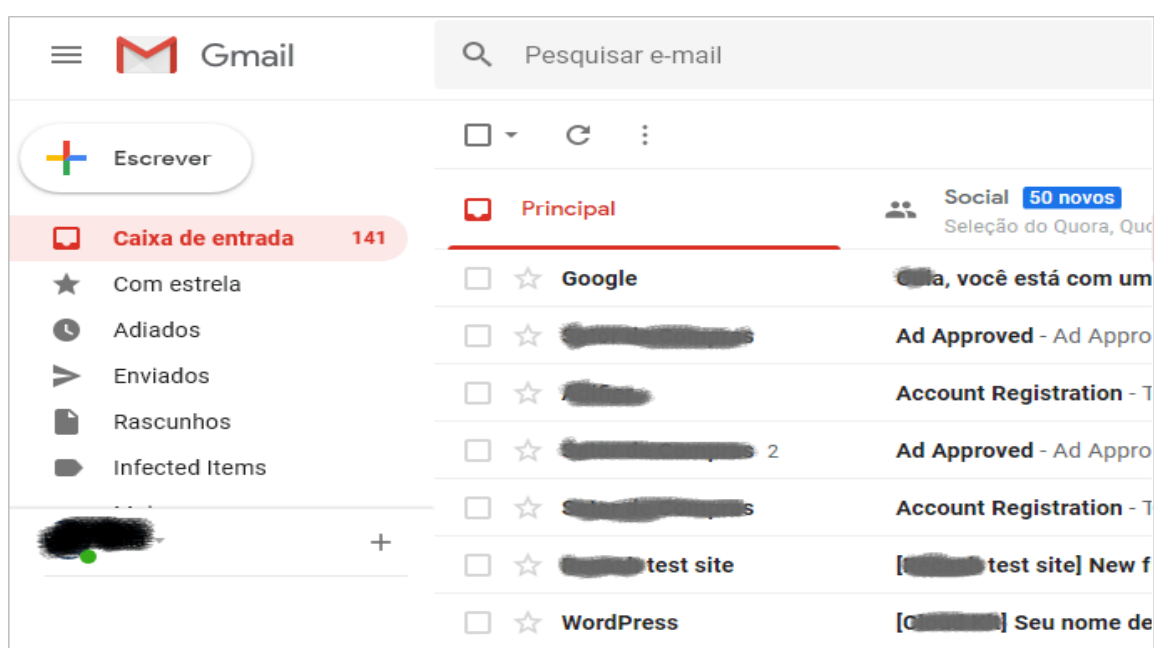 Gmail
Pesquisar e-mail
Escrever
Principal
Social 50 novos
Seleção do Quora, Quo
Caixa de entrada 141
Com estrela
Adiados
Enviados
Rascunhos
Infected Items
Google
você está com um
Ad Approved - Ad Appro
Account Registration - T
2 Ad Approved - Ad Appro
Account Registration - T
test site
test site] New f
WordPress
Seu nome de